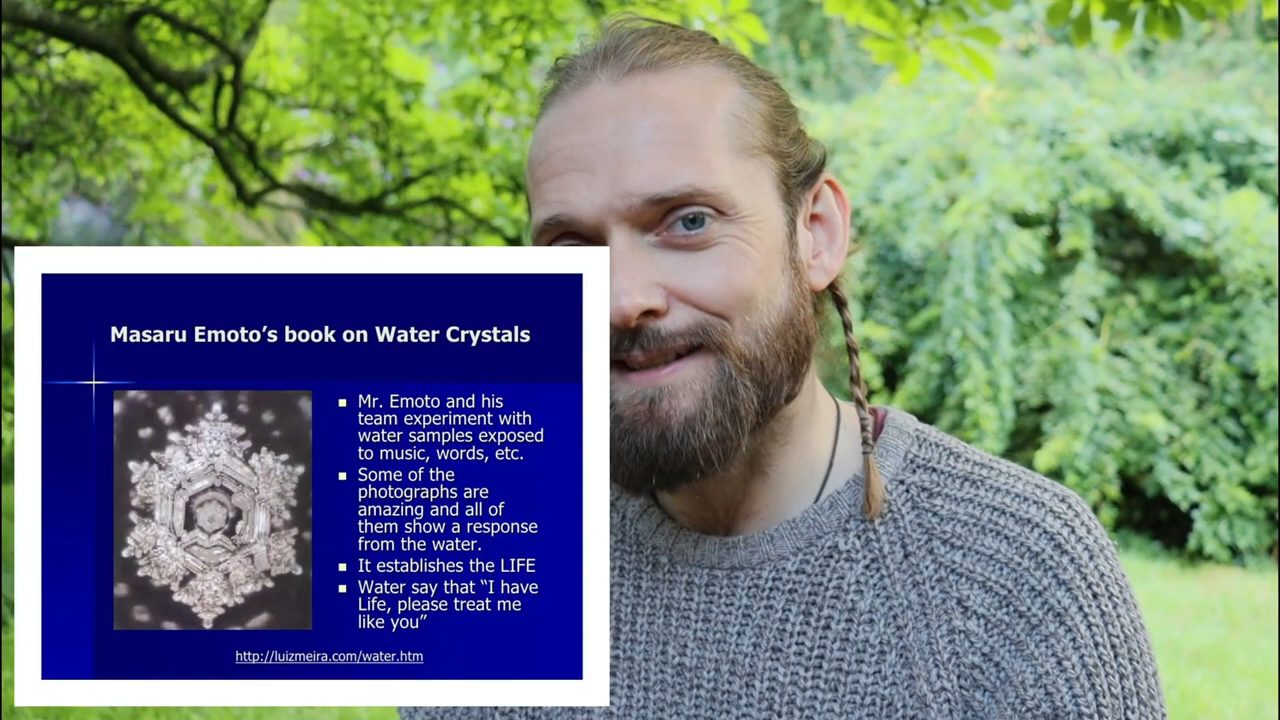 Masaru Emoto's book on Water Crystals
Mr. Emoto and his
team experiment with
water samples exposed
to music, words, etc.
Some of the
photographs are
amazing and all of
them show a response
from the water.
It establishes the LIFE
Water say that “I have
Life, please treat me
like you”
http://luizmeira.com/water.htm